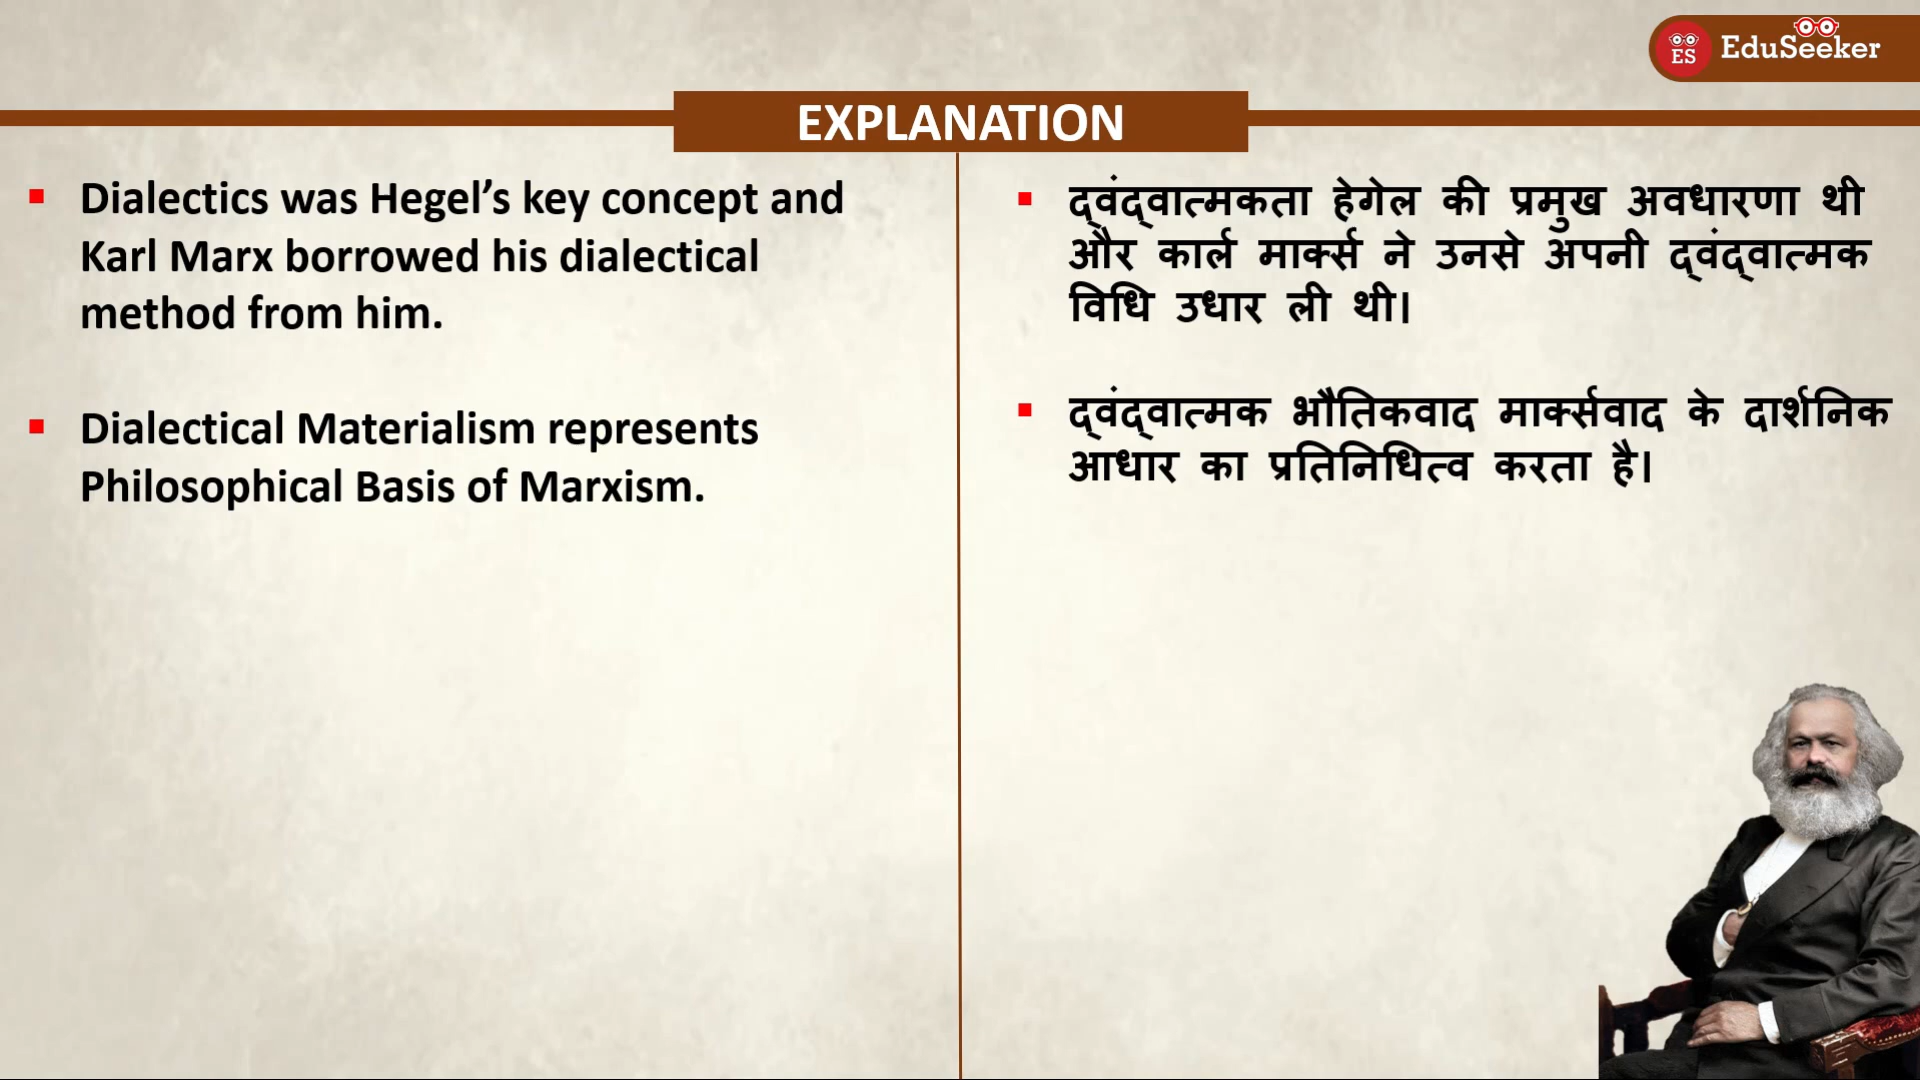 ES EduSeeker
EXPLANATION
Dialectics was Hegel’s key concept and
Karl Marx borrowed his dialectical
method from him.
Dialectical Materialism represents
Philosophical Basis of Marxism.
द्वंद्वात्मकता हेगेल की प्रमुख अवधारणा थी
और कार्ल मार्क्स ने उनसे अपनी द्वंद्वात्मक
विधि उधार ली थी।
द्वंद्वात्मक भौतिकवाद मार्क्सवाद के दार्शनिक
आधार का प्रतिनिधित्व करता है।